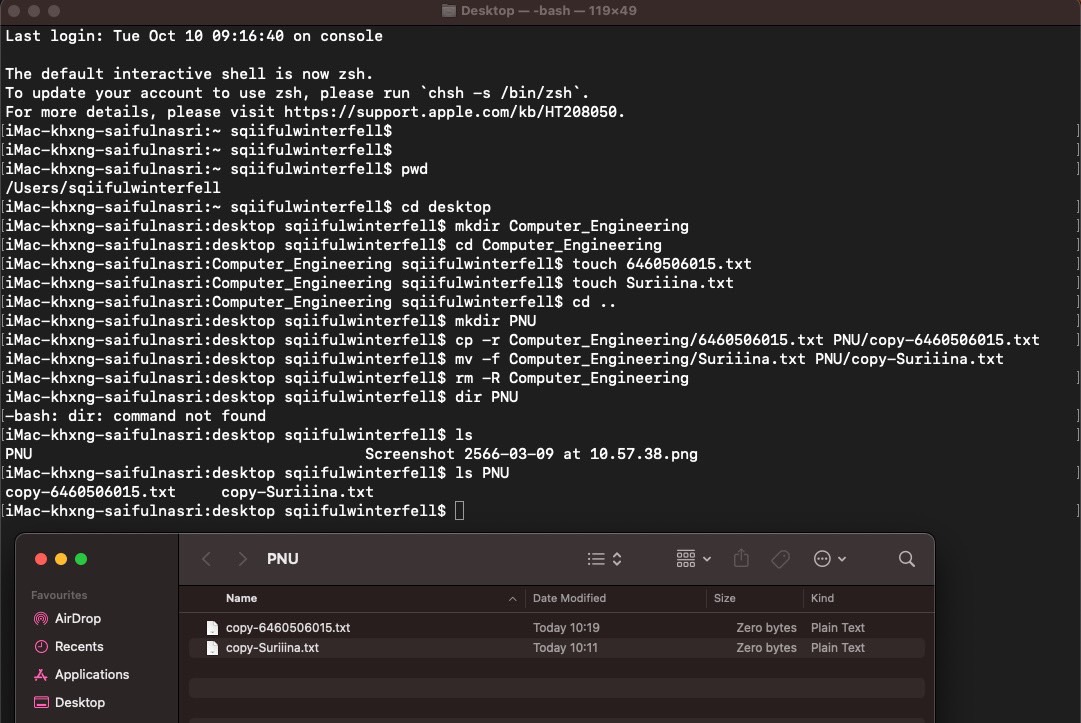 Desktop — -bash — 119×49
Last login: Tue Oct 10 09:16:40 on console
The default interactive shell is now zsh.
To update your account to use zsh, please run `chsh -s /bin/zsh`.
For more details, please visit https://support.apple.com/kb/HT208050.
[iMac-khxng-saifulnasri:~ sqiifulwinterfell$ ]
[iMac-khxng-saifulnasri:~ sqiifulwinterfell$ ]
[iMac-khxng-saifulnasri:~ sqiifulwinterfell$ pwd ]
/Users/sqiifulwinterfell
[iMac-khxng-saifulnasri:~ sqiifulwinterfell$ cd desktop ]
[iMac-khxng-saifulnasri:desktop sqiifulwinterfell$ mkdir Computer_Engineering ]
[iMac-khxng-saifulnasri:desktop sqiifulwinterfell$ cd Computer_Engineering ]
[iMac-khxng-saifulnasri:Computer_Engineering sqiifulwinterfell$ touch 6460506015.txt ]
[iMac-khxng-saifulnasri:Computer_Engineering sqiifulwinterfell$ touch Suriiina.txt ]
[iMac-khxng-saifulnasri:Computer_Engineering sqiifulwinterfell$ cd .. ]
[iMac-khxng-saifulnasri:desktop sqiifulwinterfell$ mkdir PNU ]
[iMac-khxng-saifulnasri:desktop sqiifulwinterfell$ cp -r Computer_Engineering/6460506015.txt PNU/copy-6460506015.txt ]
[iMac-khxng-saifulnasri:desktop sqiifulwinterfell$ mv -f Computer_Engineering/Suriiina.txt PNU/copy-Suriiina.txt ]
[iMac-khxng-saifulnasri:desktop sqiifulwinterfell$ rm -R Computer_Engineering ]
[iMac-khxng-saifulnasri:desktop sqiifulwinterfell$ dir PNU ]
[-bash: dir: command not found ]
[iMac-khxng-saifulnasri:desktop sqiifulwinterfell$ ls ]
PNU Screenshot 2566-03-09 at 10.57.38.png
[iMac-khxng-saifulnasri:desktop sqiifulwinterfell$ ls PNU ]
copy-6460506015.txt copy-Suriiina.txt
[iMac-khxng-saifulnasri:desktop sqiifulwinterfell$ ]
PNU
Favourites
AirDrop
Recents
Applications
Desktop
Name Date Modified Size Kind
copy-6460506015.txt Today 10:19 Zero bytes Plain Text
copy-Suriiina.txt Today 10:11 Zero bytes Plain Text